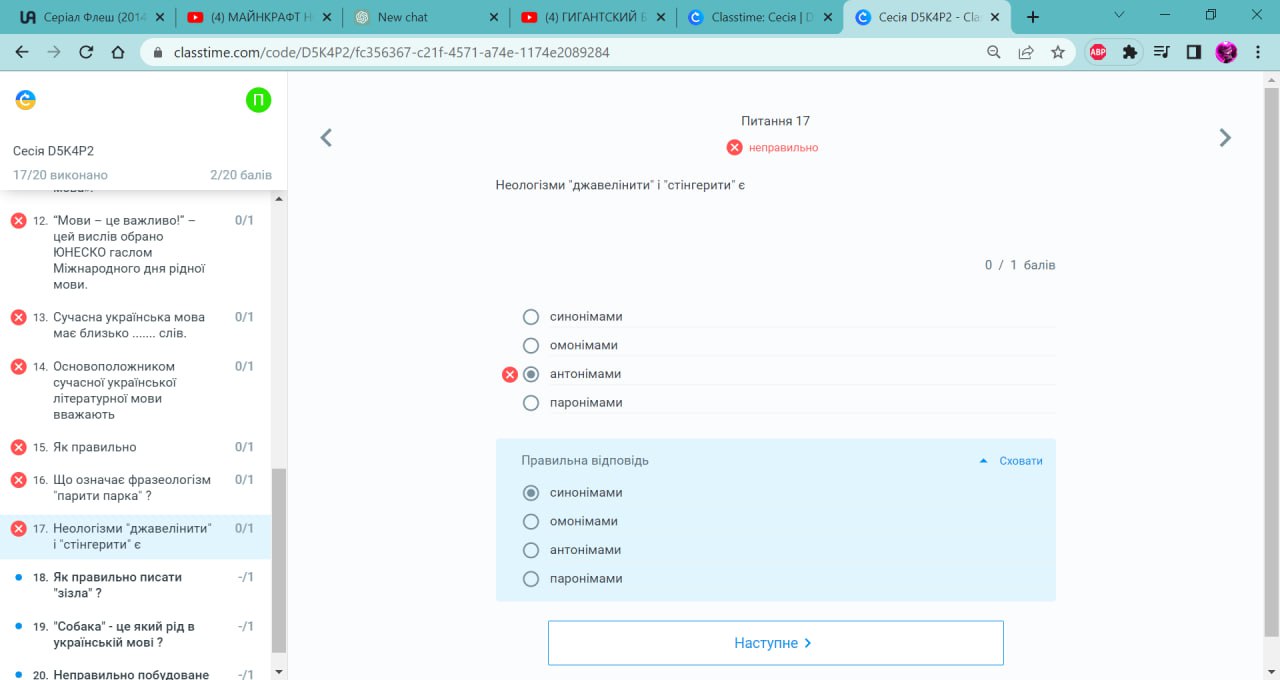 Серіал Флеш (2014
(4) МАЙНКРАФТ Н
New chat
(4) ГИГАНТСКИЙ Б
Classtime: Сесія | D
Сесія D5K4P2 - Cla
classtime.com/code/D5K4P2/fc356367-c21f-4571-a74e-1174e2089284
ABP
П
Сесія D5K4P2
17/20 виконано 2/20 балів
мова».
12. “Мови – це важливо!” – 0/1
цей вислів обрано
ЮНЕСКО гаслом
Міжнародного дня рідної
мови.
13. Сучасна українська мова 0/1
має близько ....... слів.
14. Основоположником 0/1
сучасної української
літературної мови
вважають
15. Як правильно 0/1
16. Що означає фразеологізм 0/1
"парити парка" ?
17. Неологізми "джавелінити" 0/1
і "стінгерити" є
18. Як правильно писати -/1
"зізла" ?
19. "Собака" - це який рід в -/1
українській мові ?
20. Неправильно побудоване -/1
Питання 17
неправильно
Неологізми "джавелінити" і "стінгерити" є
0 / 1 балів
синонімами
омонімами
антонімами
паронімами
Правильна відповідь Сховати
синонімами
омонімами
антонімами
паронімами
Наступне